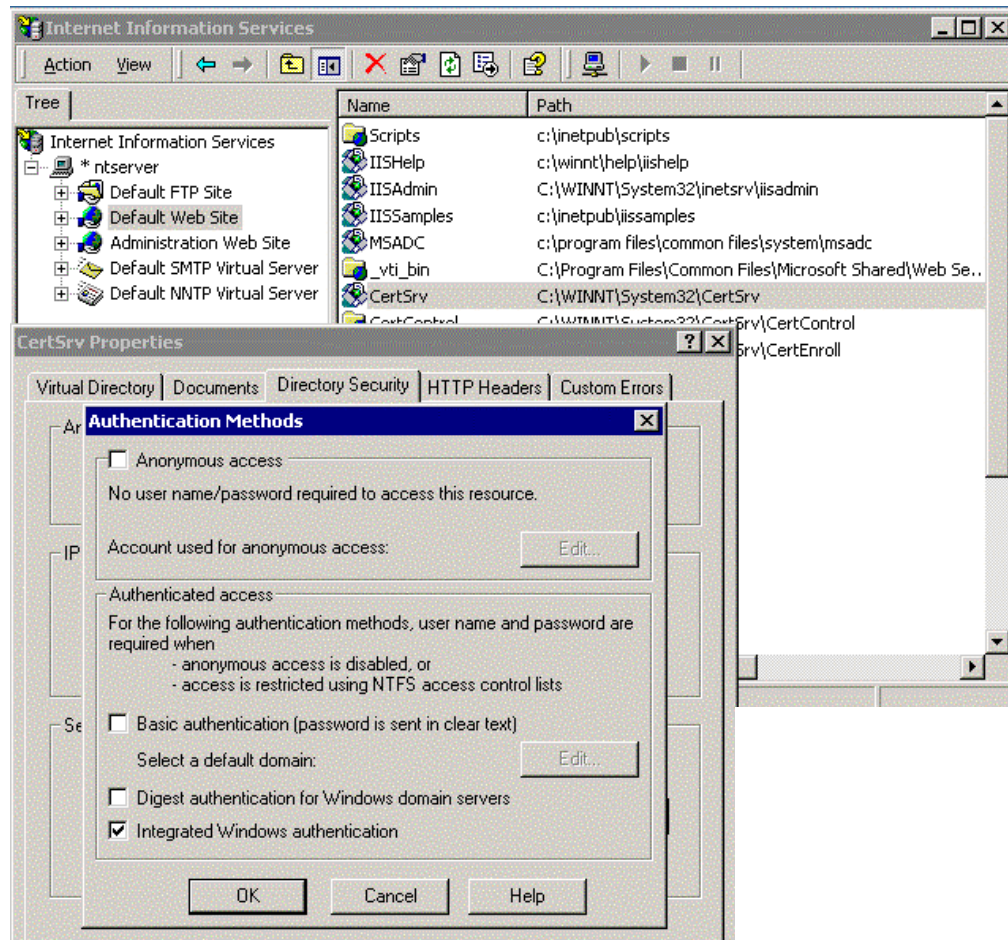 Internet Information Services
Action View
Tree
Name Path
Internet Information Services
* ntserver
Default FTP Site
Default Web Site
Administration Web Site
Default SMTP Virtual Server
Default NNTP Virtual Server
Scripts c:\inetpub\scripts
IISHelp c:\winnt\help\iishelp
IISAdmin C:\WINNT\System32\inetsrv\iisadmin
IISSamples c:\inetpub\iissamples
MSADC c:\program files\common files\system\msadc
_vti_bin C:\Program Files\Common Files\Microsoft Shared\Web Se..
CertSrv C:\WINNT\System32\CertSrv
CertControl C:\WINNT\System32\CertSrv\CertControl
Srv\CertEnroll
CertSrv Properties
Virtual Directory Documents Directory Security HTTP Headers Custom Errors
Authentication Methods
Anonymous access
No user name/password required to access this resource.
Account used for anonymous access: Edit...
Authenticated access
For the following authentication methods, user name and password are
required when
- anonymous access is disabled, or
- access is restricted using NTFS access control lists
Basic authentication (password is sent in clear text)
Select a default domain: Edit...
Digest authentication for Windows domain servers
Integrated Windows authentication
OK Cancel Help